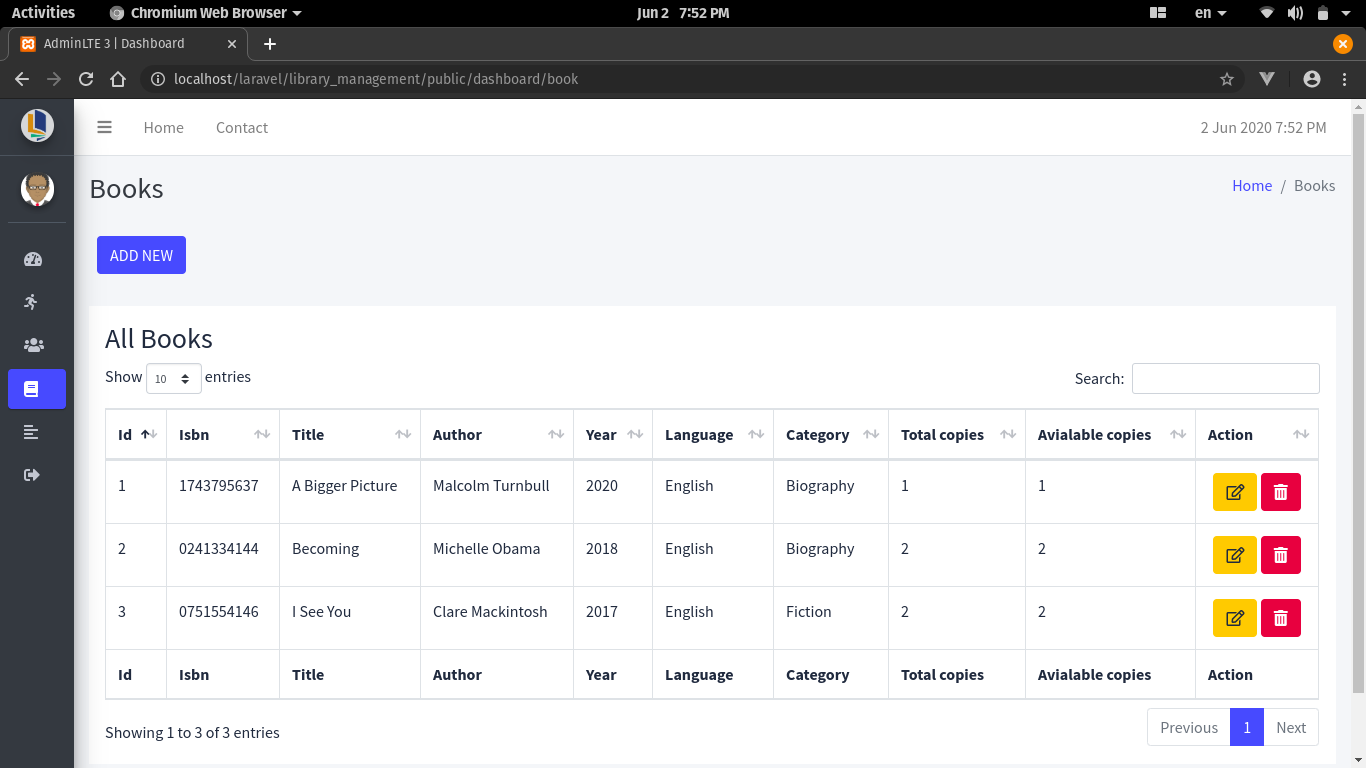 Activities Chromium Web Browser Jun 2 7:52 PM en
AdminLTE 3 | Dashboard
localhost/laravel/library_management/public/dashboard/book
Home Contact 2 Jun 2020 7:52 PM
Books Home / Books
ADD NEW
All Books
Show 10 entries Search:
Id Isbn Title Author Year Language Category Total copies Avialable copies Action
1 1743795637 A Bigger Picture Malcolm Turnbull 2020 English Biography 1 1
2 0241334144 Becoming Michelle Obama 2018 English Biography 2 2
3 0751554146 I See You Clare Mackintosh 2017 English Fiction 2 2
Id Isbn Title Author Year Language Category Total copies Avialable copies Action
Showing 1 to 3 of 3 entries Previous 1 Next